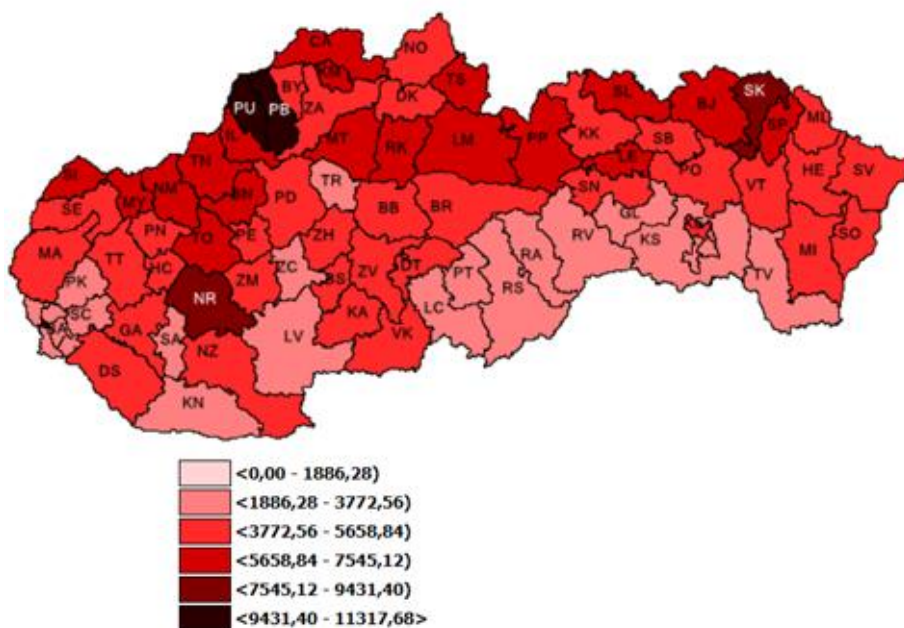 CA
NO
BY
ZA
TS
DK
PU
PB
IL
MT
RK
LM
PP
KK
SL
SB
BJ
SK
SP
ML
LE
SN
PO
VT
HE
SV
SI
SE
MY
NM
TN
BN
PD
TR
BB
BR
GL
KS
RV
MA
PN
TO
PE
ZH
MI
SO
TV
PK
TT
HC
ZM
ZC
ZV
DT
RA
PT
LC
RS
SC
GA
NR
BS
KA
VK
SA
NZ
LV
DS
KN
<0,00 - 1886,28)
<1886,28 - 3772,56)
<3772,56 - 5658,84)
<5658,84 - 7545,12)
<7545,12 - 9431,40)
<9431,40 - 11317,68>